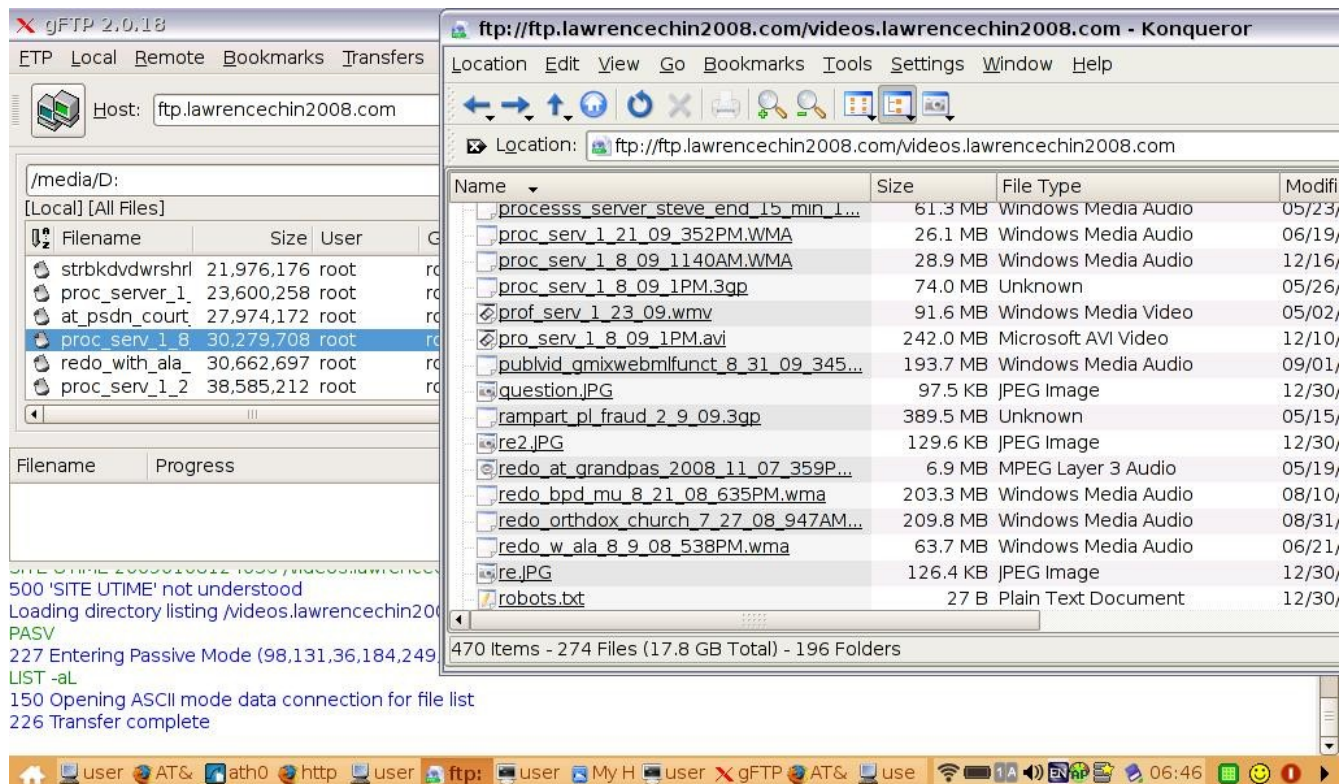 gFTP 2.0.18
FTP Local Remote Bookmarks Transfers
Host: ftp.lawrencechin2008.com
/media/D:
[Local] [All Files]
Filename Size User
strbkdvdwrshrl 21,976,176 root
proc_server_1_ 23,600,258 root
at_psdn_court_ 27,974,172 root
proc_serv_1_8_ 30,279,708 root
redo_with_ala_ 30,662,697 root
proc_serv_1_2 38,585,212 root
Filename Progress
500 'SITE UTIME' not understood
Loading directory listing /videos.lawrencechin20
PASV
227 Entering Passive Mode (98,131,36,184,249,
LIST -aL
150 Opening ASCII mode data connection for file list
226 Transfer complete
ftp://ftp.lawrencechin2008.com/videos.lawrencechin2008.com - Konqueror
Location Edit View Go Bookmarks Tools Settings Window Help
Location: ftp://ftp.lawrencechin2008.com/videos.lawrencechin2008.com
Name Size File Type Modifi
processs_server_steve_end_15_min_1... 61.3 MB Windows Media Audio 05/23/
proc_serv_1_21_09_352PM.WMA 26.1 MB Windows Media Audio 06/19/
proc_serv_1_8_09_1140AM.WMA 28.9 MB Windows Media Audio 12/16/
proc_serv_1_8_09_1PM.3gp 74.0 MB Unknown 05/26/
prof_serv_1_23_09.wmv 91.6 MB Windows Media Video 05/02/
pro_serv_1_8_09_1PM.avi 242.0 MB Microsoft AVI Video 12/10/
publvid_gmixwebmlfunct_8_31_09_345... 193.7 MB Windows Media Audio 09/01/
question.JPG 97.5 KB JPEG Image 12/30/
rampart_pl_fraud_2_9_09.3gp 389.5 MB Unknown 05/15/
re2.JPG 129.6 KB JPEG Image 12/30/
redo_at_grandpas_2008_11_07_359P... 6.9 MB MPEG Layer 3 Audio 05/19/
redo_bpd_mu_8_21_08_635PM.wma 203.3 MB Windows Media Audio 08/10/
redo_orthdox_church_7_27_08_947AM... 209.8 MB Windows Media Audio 08/31/
redo_w_ala_8_9_08_538PM.wma 63.7 MB Windows Media Audio 06/21/
re.JPG 126.4 KB JPEG Image 12/30/
robots.txt 27 B Plain Text Document 12/30/
470 Items - 274 Files (17.8 GB Total) - 196 Folders
user AT& ath0 http user ftp: user My H user gFTP AT& use 1A EN AP 06:46